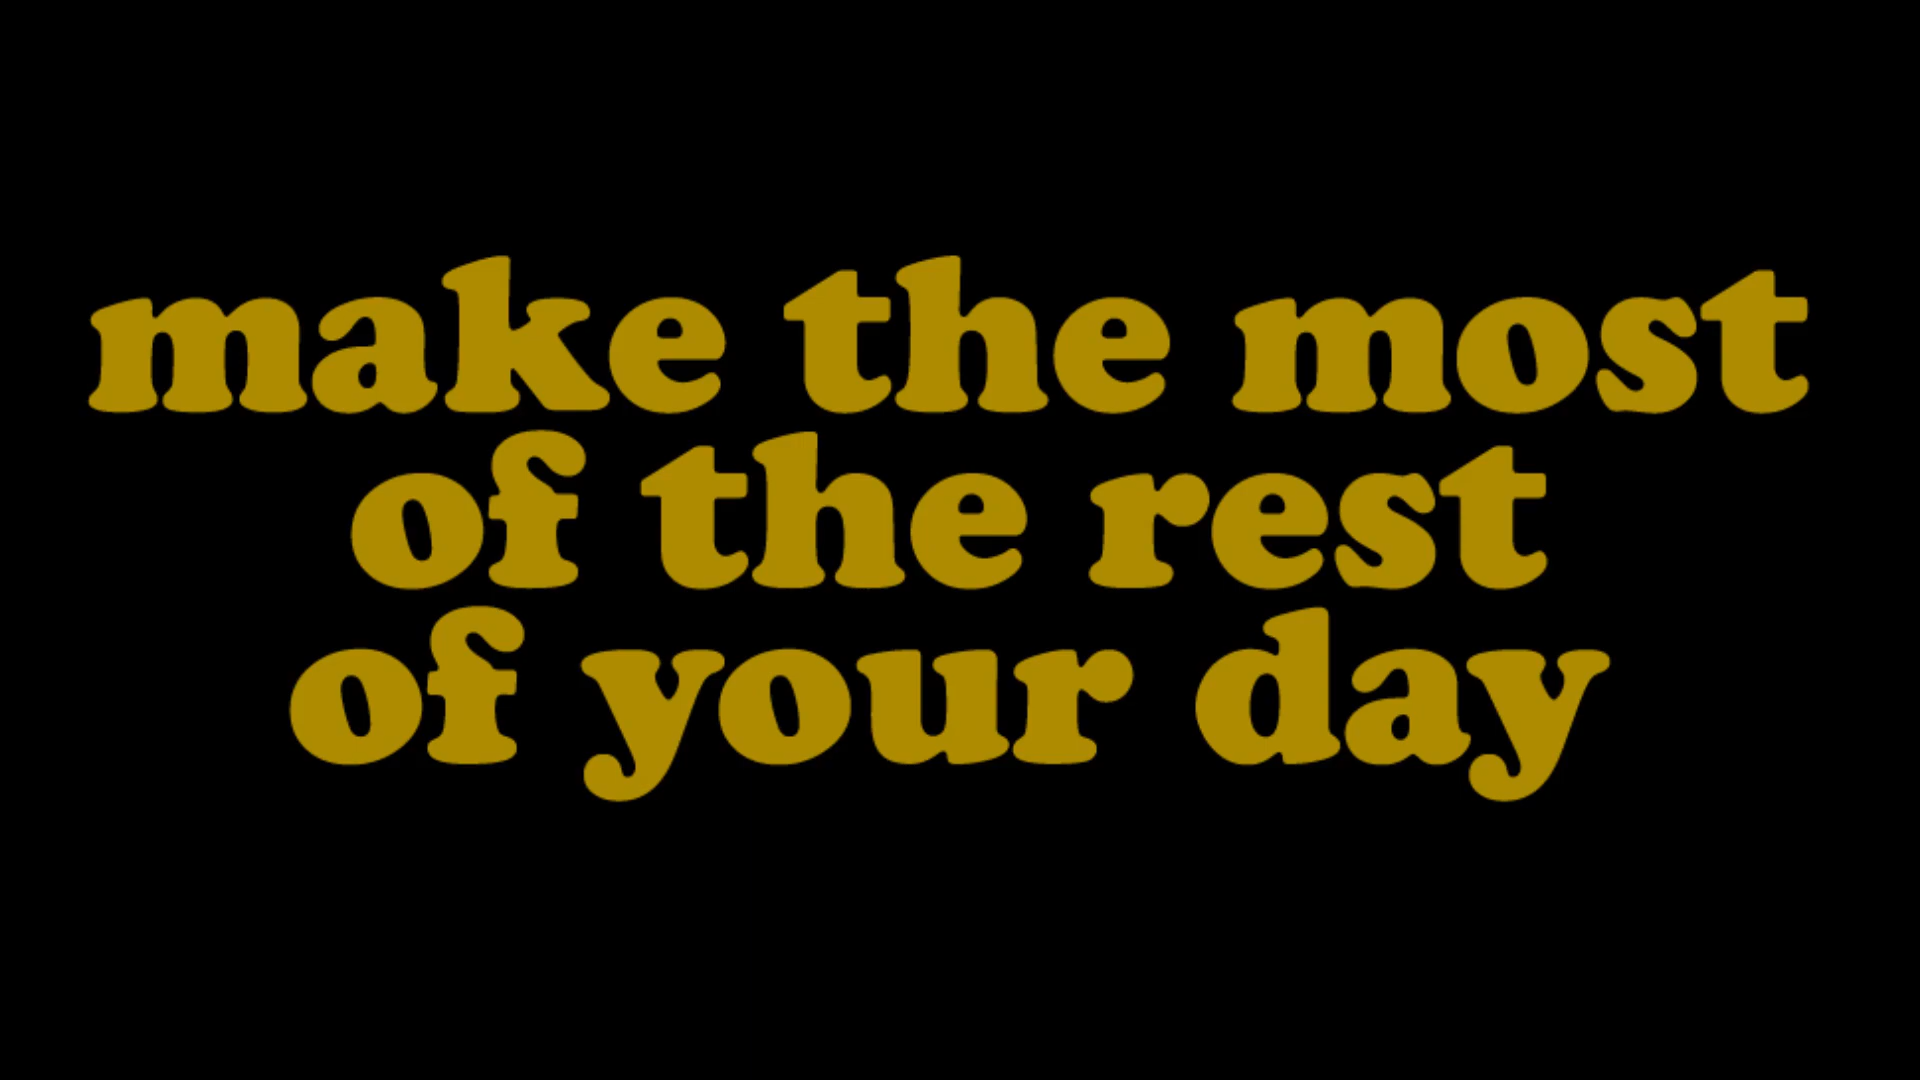 make the most
of the rest
of your day